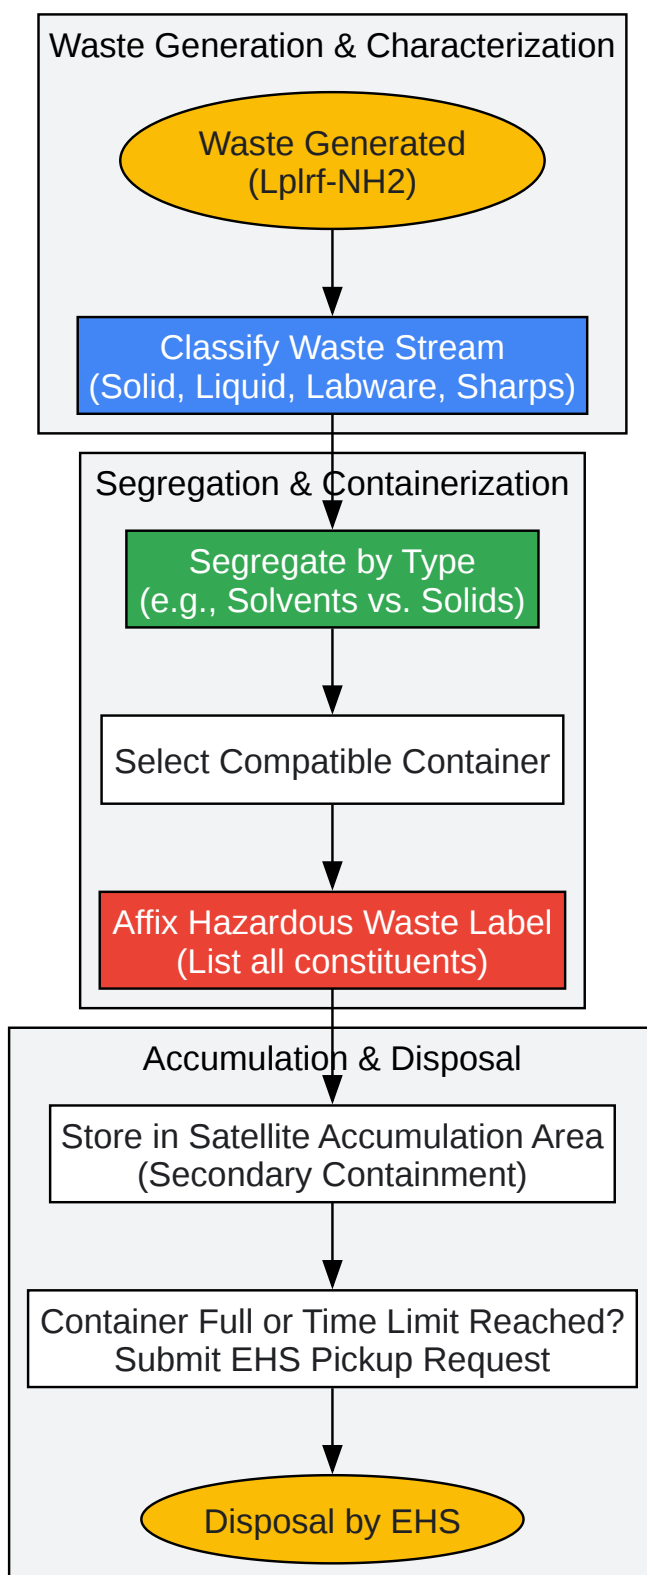 Waste Generation & Characterization
Waste Generated
(Lplrf-NH2)
Classify Waste Stream
(Solid, Liquid, Labware, Sharps)
Segregation & Containerization
Segregate by Type
(e.g., Solvents vs. Solids)
Select Compatible Container
Affix Hazardous Waste Label
(List all constituents)
Accumulation & Disposal
Store in Satellite Accumulation Area
(Secondary Containment)
Container Full or Time Limit Reached?
Submit EHS Pickup Request
Disposal by EHS